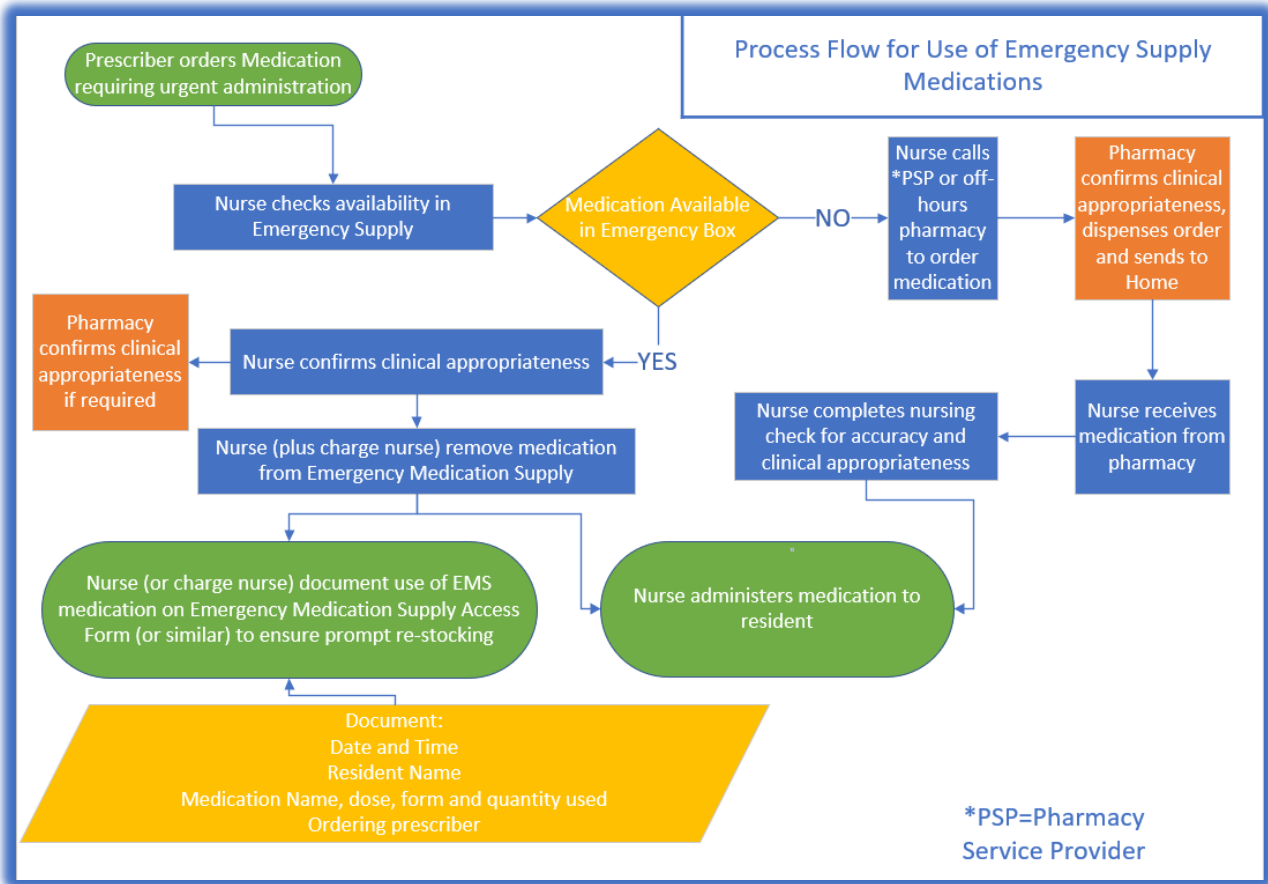 Process Flow for Use of Emergency Supply
Medications
Prescriber orders Medication
requiring urgent administration
Nurse checks availability in
Emergency Supply
Medication Available
in Emergency Box
NO
Nurse calls
*PSP or off-
hours
pharmacy
to order
medication
Pharmacy
confirms clinical
appropriateness,
dispenses order
and sends to
Home
YES
Nurse confirms clinical appropriateness
Pharmacy
confirms clinical
appropriateness
if required
Nurse (plus charge nurse) remove medication
from Emergency Medication Supply
Nurse receives
medication from
pharmacy
Nurse completes nursing
check for accuracy and
clinical appropriateness
Nurse (or charge nurse) document use of EMS
medication on Emergency Medication Supply Access
Form (or similar) to ensure prompt re-stocking
Nurse administers medication to
resident
Document:
Date and Time
Resident Name
Medication Name, dose, form and quantity used
Ordering prescriber
*PSP=Pharmacy
Service Provider